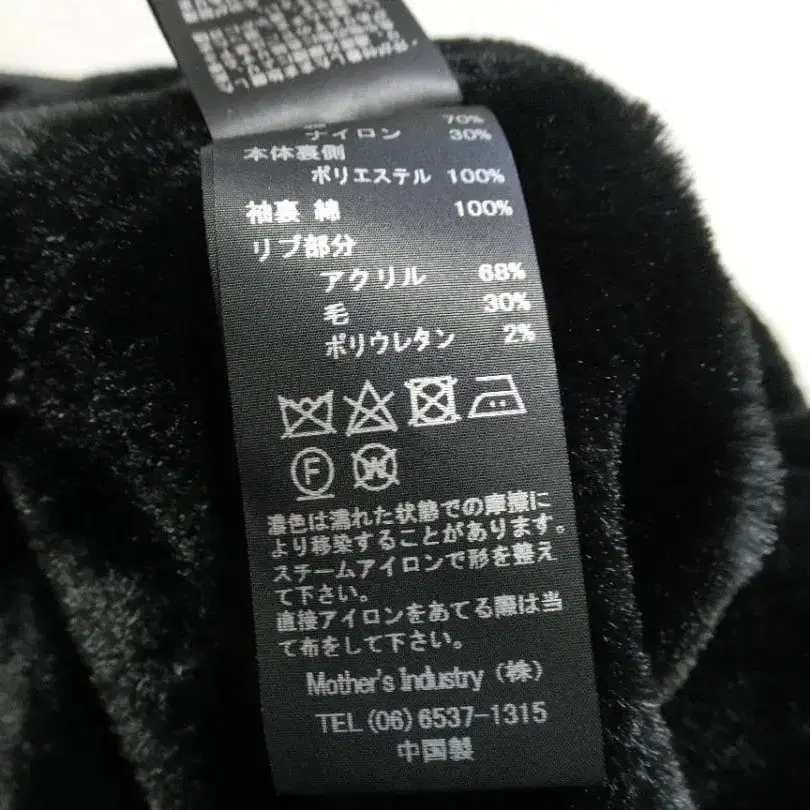 70%
ナイロン 30%
本体裏側
ポリエステル 100%
袖裏 綿 100%
リブ部分
アクリル 68%
毛 30%
ポリウレタン 2%
F W
濃色は濡れた状態での摩擦に
より移染することがあります。
スチームアイロンで形を整え
て下さい。
直接アイロンをあてる際は当
て布をして下さい。
Mother's Industry (株)
TEL (06) 6537-1315
中国製